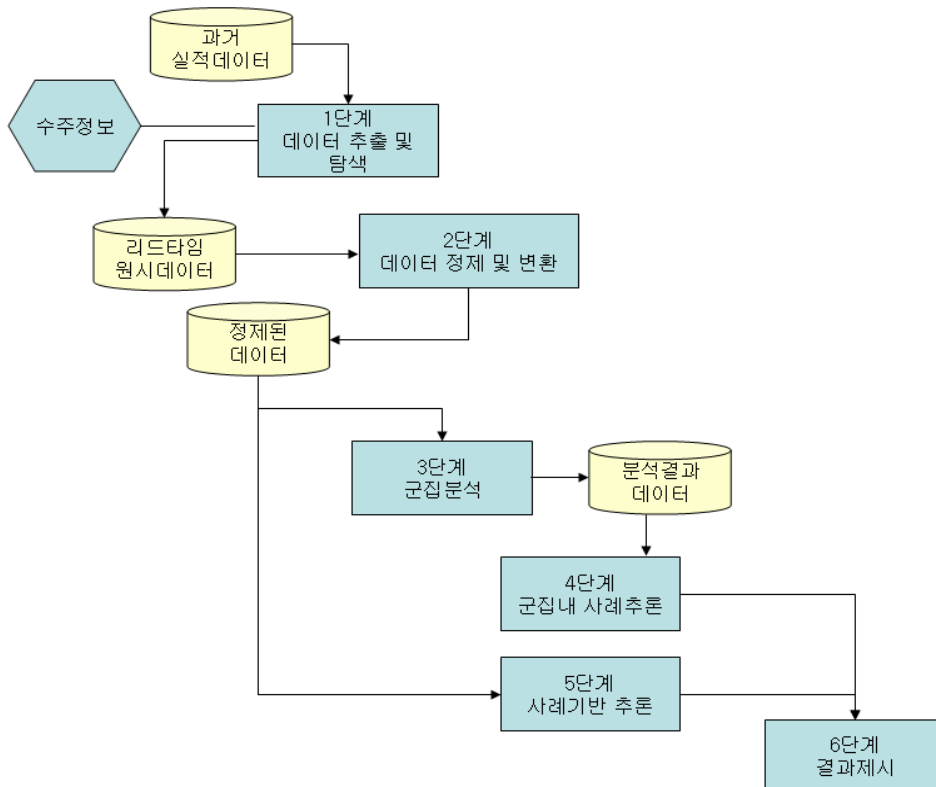 과거
실적데이터
수주정보
1단계
데이터 추출 및
탐색
리드타임
원시데이터
2단계
데이터 정제 및 변환
정제된
데이터
3단계
군집분석
분석결과
데이터
4단계
군집내 사례추론
5단계
사례기반 추론
6단계
결과제시